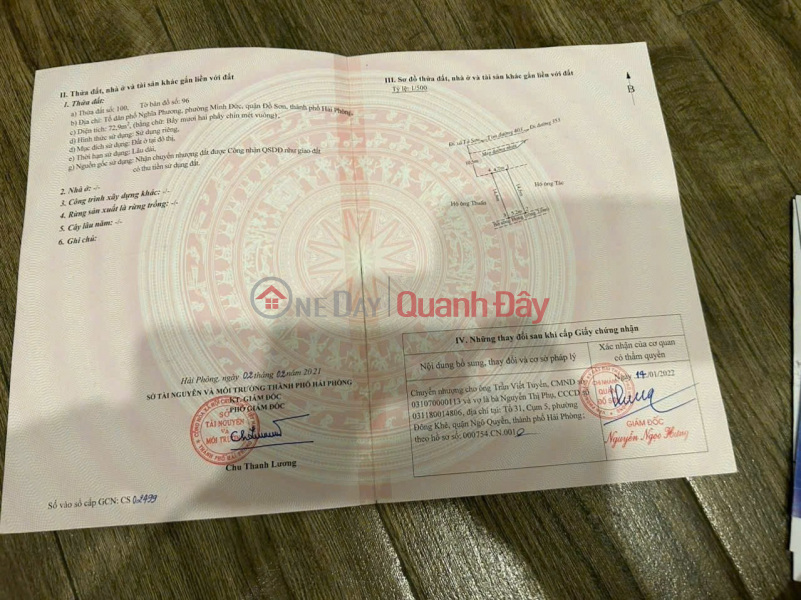 II. Thửa đất, nhà ở và tài sản khác gắn liền với đất
1. Thửa đất:
a) Thửa đất số: 100, Tờ bản đồ số: 96
b) Địa chỉ: Tổ dân phố Nghĩa Phương, phường Minh Đức, quận Đồ Sơn, thành phố Hải Phòng
c) Diện tích: 72,9m², (bằng chữ: Bảy mươi hai phẩy chín mét vuông);
d) Hình thức sử dụng: Sử dụng riêng,
đ) Mục đích sử dụng: Đất ở tại đô thị,
e) Thời hạn sử dụng: Lâu dài,
g) Nguồn gốc sử dụng: Nhận chuyển nhượng đất được Công nhận QSDĐ như giao đất
có thu tiền sử dụng đất.
2. Nhà ở: -/-
3. Công trình xây dựng khác: -/-
4. Rừng sản xuất là rừng trồng: -/-
5. Cây lâu năm: -/-
6. Ghi chú:
Hải Phòng, ngày 02 tháng 02 năm 2021
SỞ TÀI NGUYÊN VÀ MÔI TRƯỜNG THÀNH PHỐ HẢI PHÒNG
KT. GIÁM ĐỐC
PHÓ GIÁM ĐỐC
SỞ
TÀI NGUYÊN
VÀ
MÔI TRƯỜNG
Chu Thanh Lương
Số vào sổ cấp GCN: CS 02499
III. Sơ đồ thửa đất, nhà ở và tài sản khác gắn liền với đất
Tỷ lệ: 1/500
B
Hộ ông Thuần
Hộ ông Tác
ONEDAY QUANH ĐÂY
IV. Những thay đổi sau khi cấp Giấy chứng nhận
Nội dung bổ sung, thay đổi và cơ sở pháp lý
Xác nhận của cơ quan
có thẩm quyền
Chuyển nhượng cho ông Trần Viết Tuyển, CMND số
031070000113 và vợ là bà Nguyễn Thị Phụ, CCCD số
031180014806, địa chỉ tại: Tổ 31, Cụm 5, phường
Đông Khê, quận Ngô Quyền, thành phố Hải Phòng;
theo hồ sơ số: 000754.CN.001
Ngày 14/01/2022
GIÁM ĐỐC
Nguyễn Ngọc Hoàng